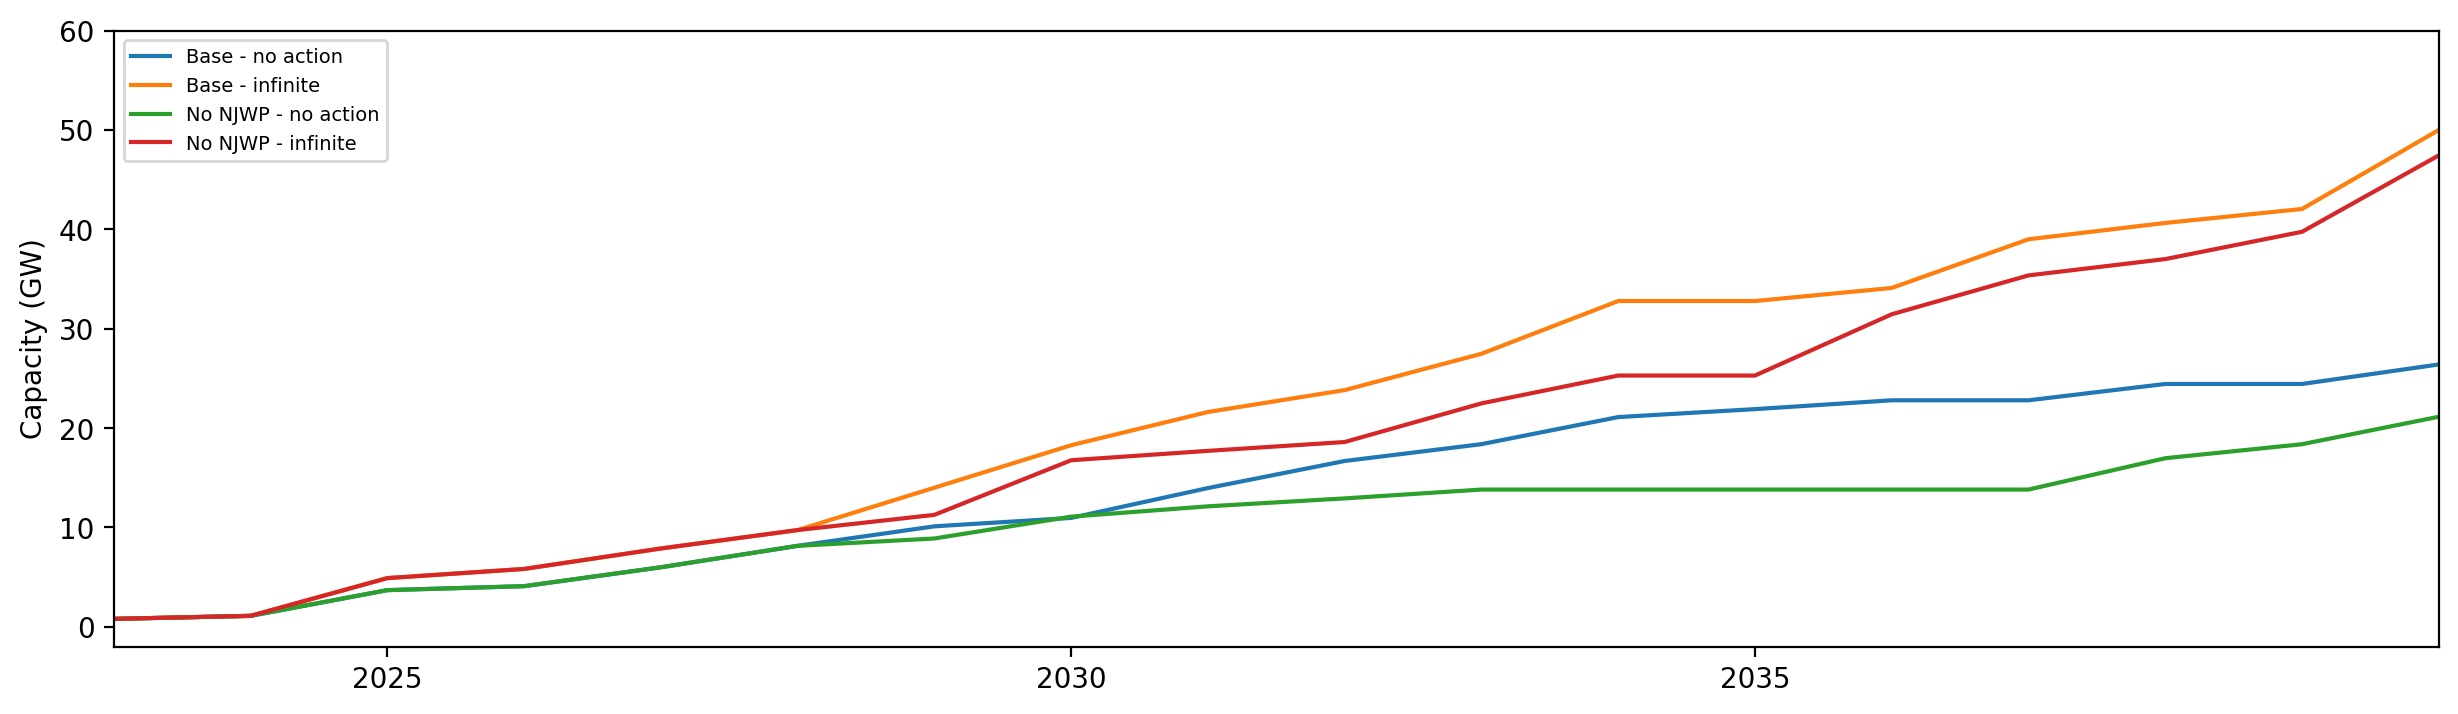 60
50
40
30
20
10
0
Capacity (GW)
Base - no action
Base - infinite
No NJWP - no action
No NJWP - infinite
2025
2030
2035